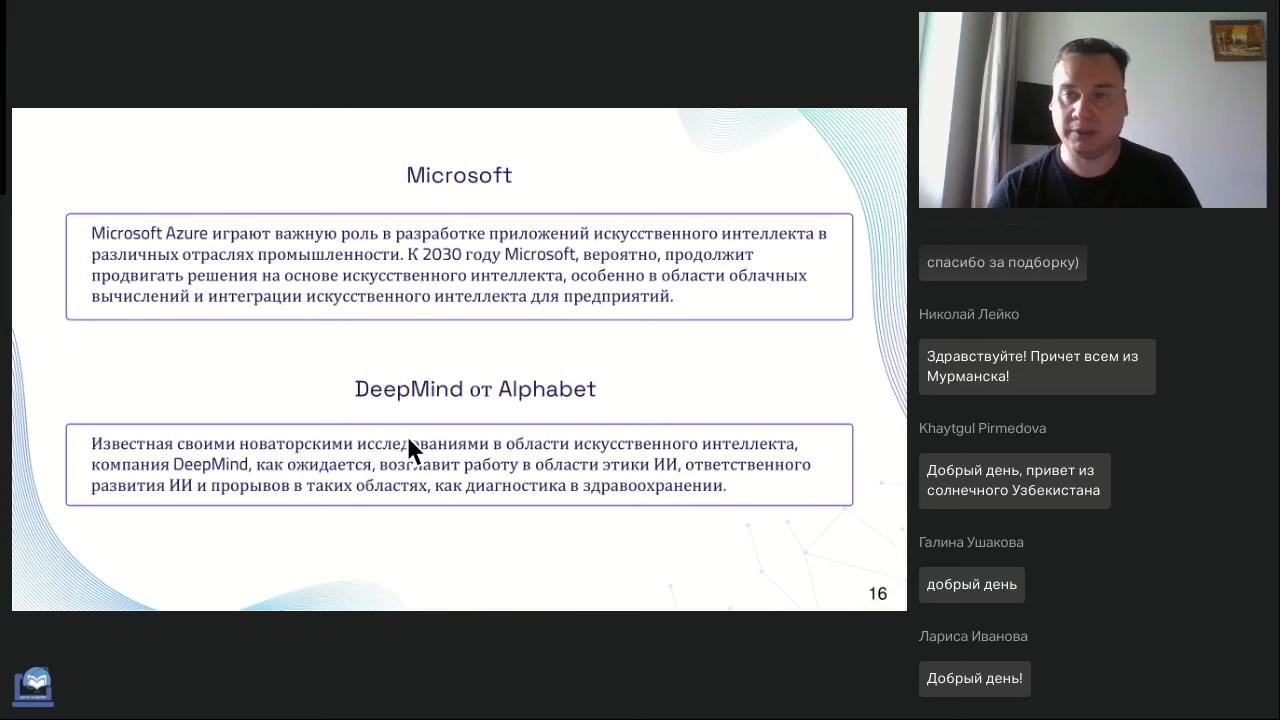 Microsoft
Microsoft Azure играют важную роль в разработке приложений искусственного интеллекта в
различных отраслях промышленности. К 2030 году Microsoft, вероятно, продолжит
продвигать решения на основе искусственного интеллекта, особенно в области облачных
вычислений и интеграции искусственного интеллекта для предприятий.
DeepMind от Alphabet
Известная своими новаторскими исследованиями в области искусственного интеллекта,
компания DeepMind, как ожидается, возглавит работу в области этики ИИ, ответственного
развития ИИ и прорывов в таких областях, как диагностика в здравоохранении.
16
спасибо за подборку)
Николай Лейко
Здравствуйте! Причет всем из
Мурманска!
Khaytgul Pirmedova
Добрый день, привет из
солнечного Узбекистана
Галина Ушакова
добрый день
Лариса Иванова
Добрый день!